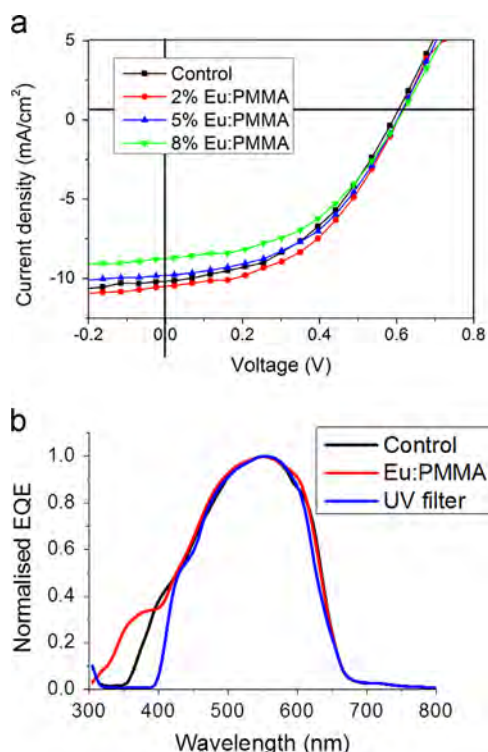 a
Control
2% Eu:PMMA
5% Eu:PMMA
8% Eu:PMMA
Current density (mA/cm²)
5
0
-5
-10
-0.2 0.0 0.2 0.4 0.6 0.8
Voltage (V)
b
Control
Eu:PMMA
UV filter
Normalised EQE
1.0
0.8
0.6
0.4
0.2
0.0
300 400 500 600 700 800
Wavelength (nm)